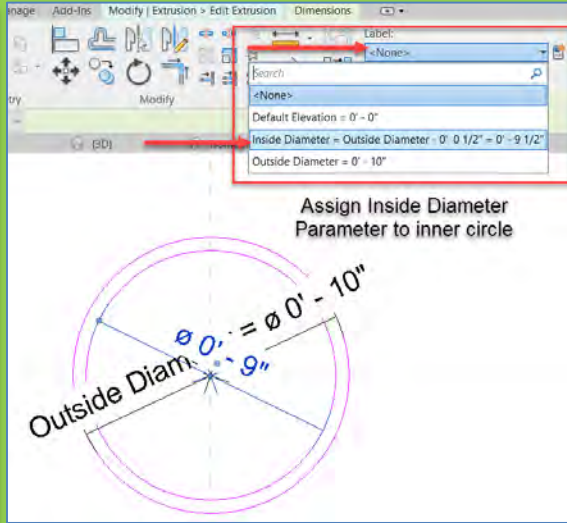 Add-Ins Modify | Extrusion > Edit Extrusion Dimensions
Label:
<None>
Search
<None>
Default Elevation = 0' - 0"
Inside Diameter = Outside Diameter - 0' 0 1/2" = 0' - 9 1/2"
Outside Diameter = 0' - 10"
Modify
(3D)
Assign Inside Diameter
Parameter to inner circle
Outside Diam = ø 0' - 10"
ø 0' - 9"